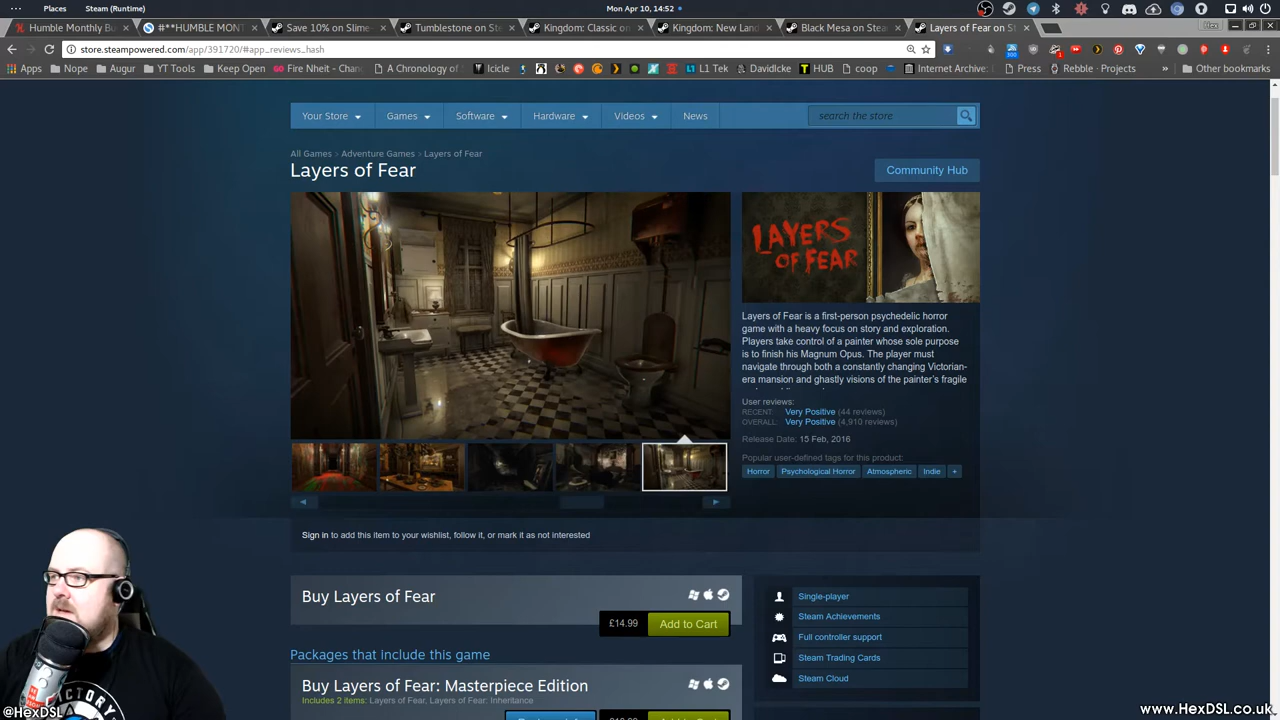 Places
Steam (Runtime)
Mon Apr 10, 14:52
Humble Monthly Bu
#**HUMBLE MONT
Save 10% on Slime-
Tumblestone on Ste
Kingdom: Classic on
Kingdom: New Lan
Black Mesa on Stea
Layers of Fear on S
store.steampowered.com/app/391720/#app_reviews_hash
Apps
Nope
Augur
YT Tools
Keep Open
Fire Nheit - Chan
A Chronology of
Icicle
L1 Tek
DavidIcke
HUB
coop
Internet Archive:
Press
Rebble · Projects
»
Other bookmarks
Your Store
Games
Software
Hardware
Videos
News
search the store
All Games > Adventure Games > Layers of Fear
Layers of Fear
Community Hub
LAYERS
OF FEAR
Layers of Fear is a first-person psychedelic horror
game with a heavy focus on story and exploration.
Players take control of a painter whose sole purpose
is to finish his Magnum Opus. The player must
navigate through both a constantly changing Victorian-
era mansion and ghastly visions of the painter's fragile
User reviews:
RECENT: Very Positive (44 reviews)
OVERALL: Very Positive (4,910 reviews)
Release Date: 15 Feb, 2016
Popular user-defined tags for this product:
Horror
Psychological Horror
Atmospheric
Indie
+
Sign in to add this item to your wishlist, follow it, or mark it as not interested
Buy Layers of Fear
£14.99
Add to Cart
Packages that include this game
Buy Layers of Fear: Masterpiece Edition
Includes 2 items: Layers of Fear, Layers of Fear: Inheritance
Single-player
Steam Achievements
Full controller support
Steam Trading Cards
Steam Cloud
@HexDSL
www.HexDSL.co.uk